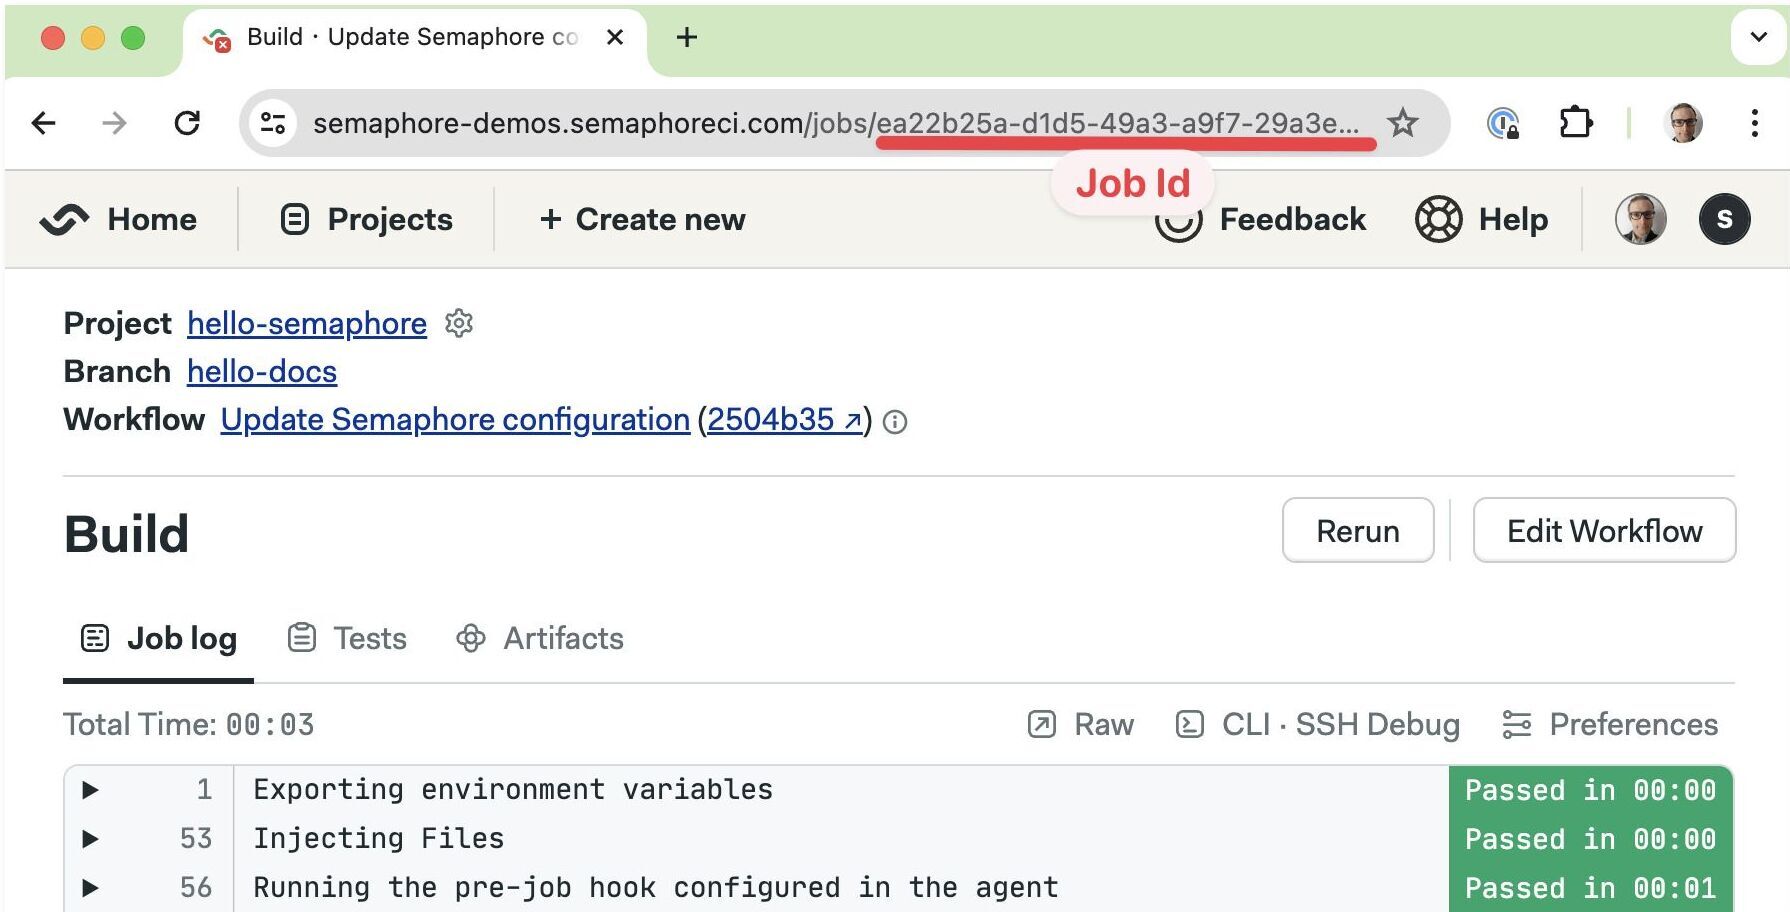 Build · Update Semaphore co
semaphore-demos.semaphoreci.com/jobs/ea22b25a-d1d5-49a3-a9f7-29a3e...
Job Id
Home Projects + Create new Feedback Help S
Project hello-semaphore
Branch hello-docs
Workflow Update Semaphore configuration (2504b35 ↗)
Build Rerun Edit Workflow
Job log Tests Artifacts
Total Time: 00:03 Raw CLI · SSH Debug Preferences
1 Exporting environment variables Passed in 00:00
53 Injecting Files Passed in 00:00
56 Running the pre-job hook configured in the agent Passed in 00:01